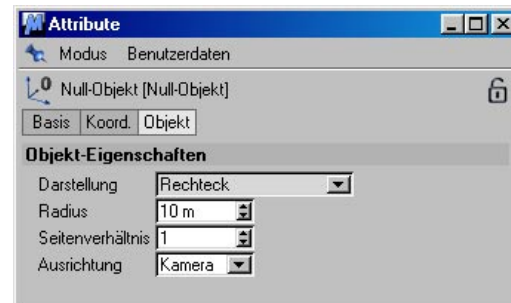 Attribute
Modus Benutzerdaten
Null-Objekt [Null-Objekt]
Basis Koord. Objekt
Objekt-Eigenschaften
Darstellung Rechteck
Radius 10 m
Seitenverhältnis 1
Ausrichtung Kamera